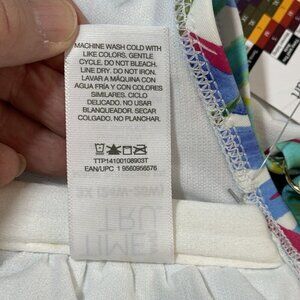 MACHINE WASH COLD WITH
LIKE COLORS. GENTLE
CYCLE. DO NOT BLEACH.
LINE DRY. DO NOT IRON.
LAVAR A MÁQUINA CON
AGUA FRÍA Y CON COLORES
SIMILARES. CICLO
DELICADO. NO USAR
BLANQUEADOR. SECAR
COLGADO. NO PLANCHAR.
TTP14100108903T
EAN/UPC 1 9560956576